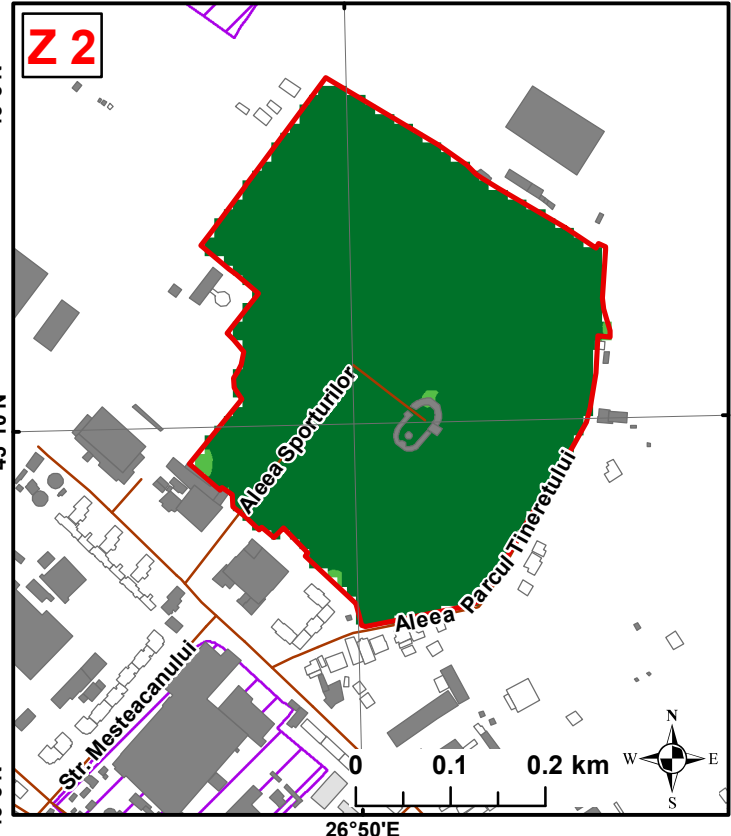 Z 2
Aleea Sporturilor
Aleea Parcul Tineretului
Str. Mesteacanului
N
W E
S
0 0.1 0.2 km
26°50'E